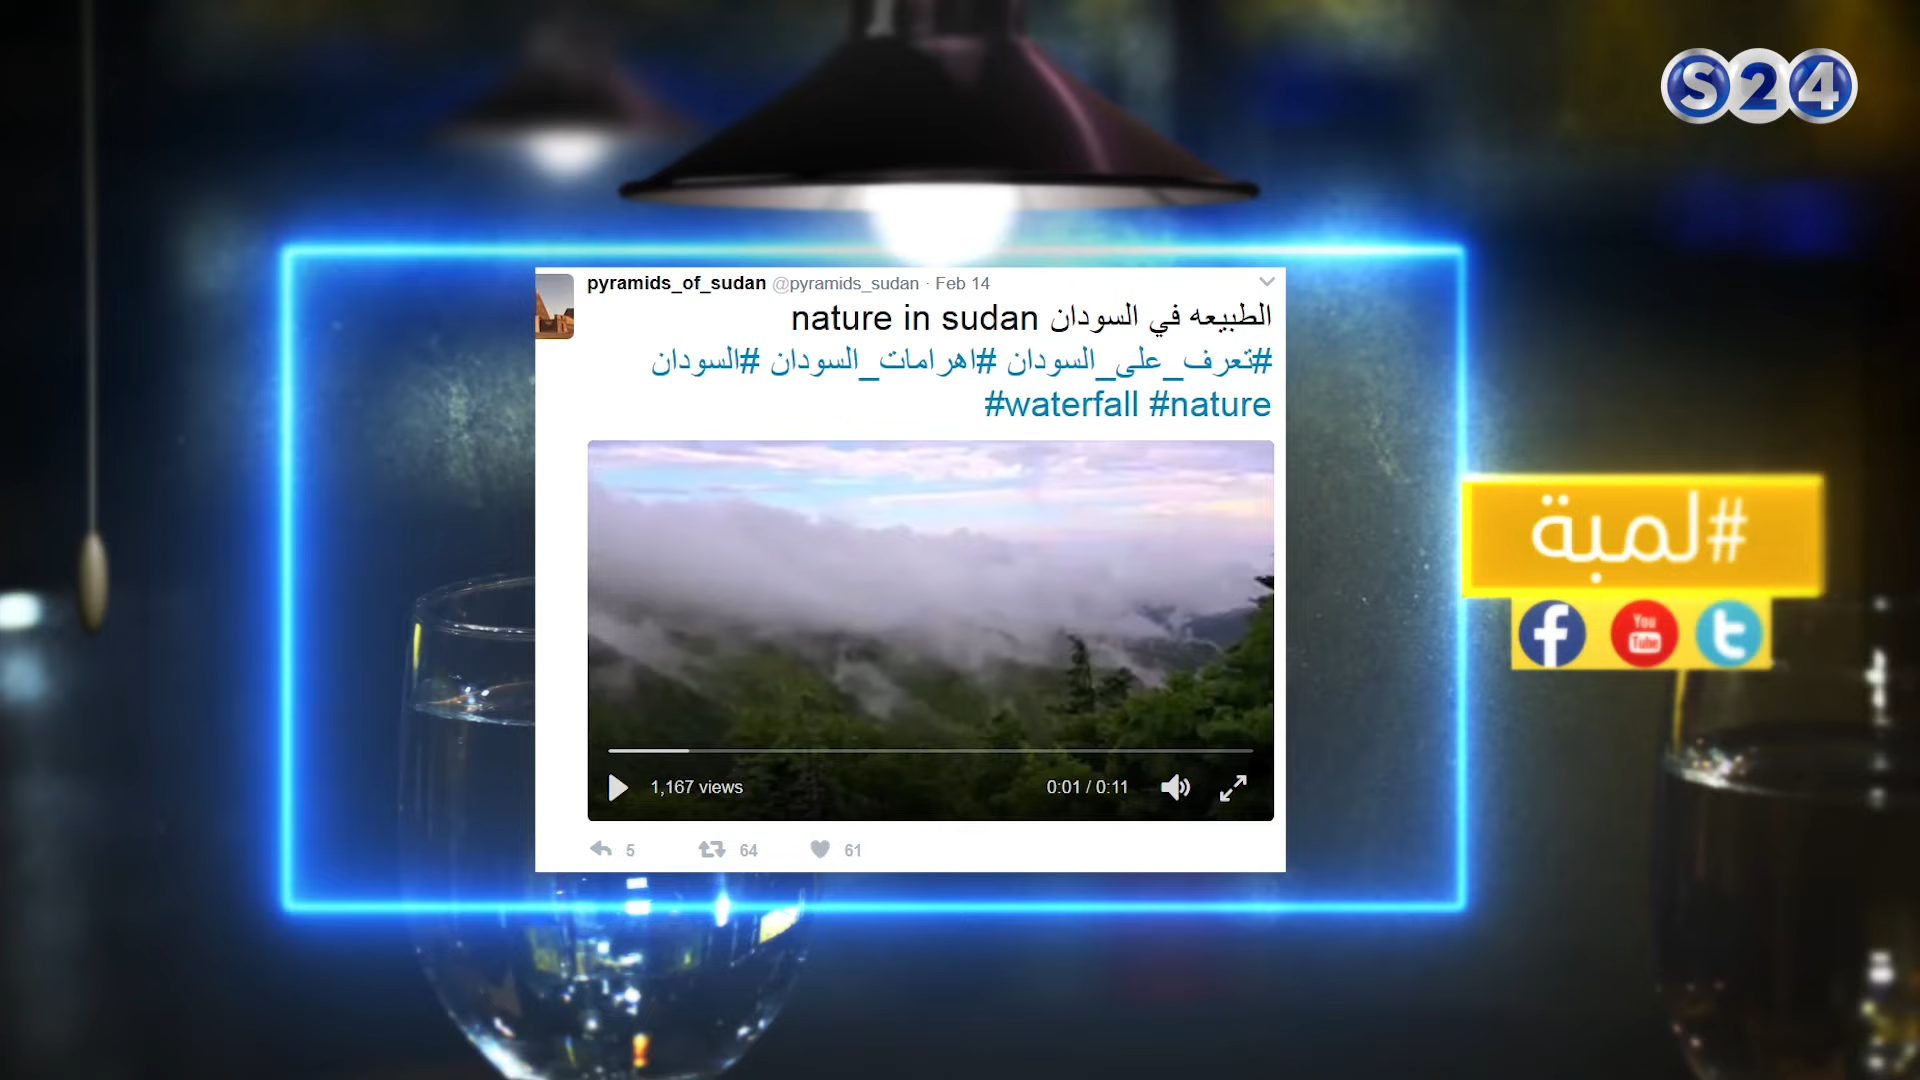 S24
pyramids_of_sudan @pyramids_sudan · Feb 14
الطبيعه في السودان nature in sudan
#تعرف_على_السودان #اهرامات_السودان #السودان
#waterfall #nature
#لمبة
You
Tube
1,167 views
0:01 / 0:11
5
64
61